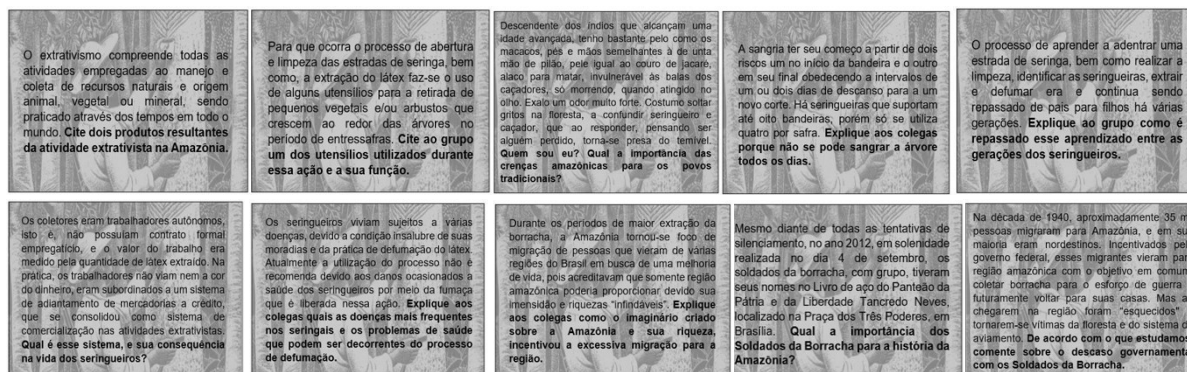 O extrativismo compreende todas as
atividades empregadas ao manejo e
coleta de recursos naturais e origem
animal, vegetal ou mineral, sendo
praticado através dos tempos em todo o
mundo. Cite dois produtos resultantes
da atividade extrativista na Amazônia.
Para que ocorra o processo de abertura
e limpeza das estradas de seringa, bem
como, a extração do látex faz-se o uso
de alguns utensílios para a retirada de
pequenos vegetais e/ou arbustos que
crescem ao redor das árvores no
período de entressafras. Cite ao grupo
um dos utensílios utilizados durante
essa ação e a sua função.
Descendente dos índios que alcançam uma
idade avançada, tenho bastante pelo como os
macacos, pés e mãos semelhantes à de uma
mão de pilão, pele igual ao couro de jacaré,
ataco para matar, invulnerável às balas dos
caçadores, só morrendo, quando atingido no
olho. Exalo um odor muito forte. Costumo soltar
gritos na floresta, a confundir seringueiro e
caçador, que ao responder, pensando ser
alguém perdido, torna-se presa do temível.
Quem sou eu? Qual a importância das
crenças amazônicas para os povos
tradicionais?
A sangria ter seu começo a partir de dois
riscos um no início da bandeira e o outro
em seu final obedecendo a intervalos de
um ou dois dias de descanso para a um
novo corte. Há seringueiras que suportam
até oito bandeiras, porém só se utiliza
quatro por safra. Explique aos colegas
porque não se pode sangrar a árvore
todos os dias.
O processo de aprender a adentrar uma
estrada de seringa, bem como realizar a
limpeza, identificar as seringueiras, extrair
e defumar era e continua sendo
repassado de pais para filhos há várias
gerações. Explique ao grupo como é
repassado esse aprendizado entre as
gerações dos seringueiros.
Os coletores eram trabalhadores autônomos,
isto é, não possuíam contrato formal
empregatício, e o valor do trabalho era
medido pela quantidade de látex extraído. Na
prática, os trabalhadores não viam nem a cor
do dinheiro, eram subordinados a um sistema
de adiantamento de mercadorias a crédito,
que se consolidou como sistema de
comercialização nas atividades extrativistas.
Qual é esse sistema, e sua consequência
na vida dos seringueiros?
Os seringueiros viviam sujeitos a várias
doenças, devido a condição insalubre de suas
moradias e da prática de defumação do látex.
Atualmente a utilização do processo não é
recomenda devido aos danos ocasionados a
saúde dos seringueiros por meio da fumaça
que é liberada nessa ação. Explique aos
colegas quais as doenças mais frequentes
nos seringais e os problemas de saúde
que podem ser decorrentes do processo
de defumação.
Durante os períodos de maior extração da
borracha, a Amazônia tornou-se foco de
migração de pessoas que vieram de várias
regiões do Brasil em busca de uma melhoria
de vida, pois acreditavam que somente região
amazônica poderia proporcionar devido sua
imensidão e riquezas “infindáveis”. Explique
aos colegas como o imaginário criado
sobre a Amazônia e sua riqueza,
incentivou a excessiva migração para a
região.
Mesmo diante de todas as tentativas de
silenciamento, no ano 2012, em solenidade
realizada no dia 4 de setembro, os
soldados da borracha, com grupo, tiveram
seus nomes no Livro de aço do Panteão da
Pátria e da Liberdade Tancredo Neves,
localizado na Praça dos Três Poderes, em
Brasília. Qual a importância dos
Soldados da Borracha para a história da
Amazônia?
Na década de 1940, aproximadamente 35 m
pessoas migraram para Amazônia, e em su
maioria eram nordestinos. Incentivados pel
governo federal, esses migrantes vieram par
região amazônica com o objetivo em comum
coletar borracha para o esforço de guerra
futuramente voltar para suas casas. Mas a
chegarem na região foram “esquecidos”
tornarem-se vítimas da floresta e do sistema d
aviamento. De acordo com o que estudamos
comente sobre o descaso governamenta
com os Soldados da Borracha.